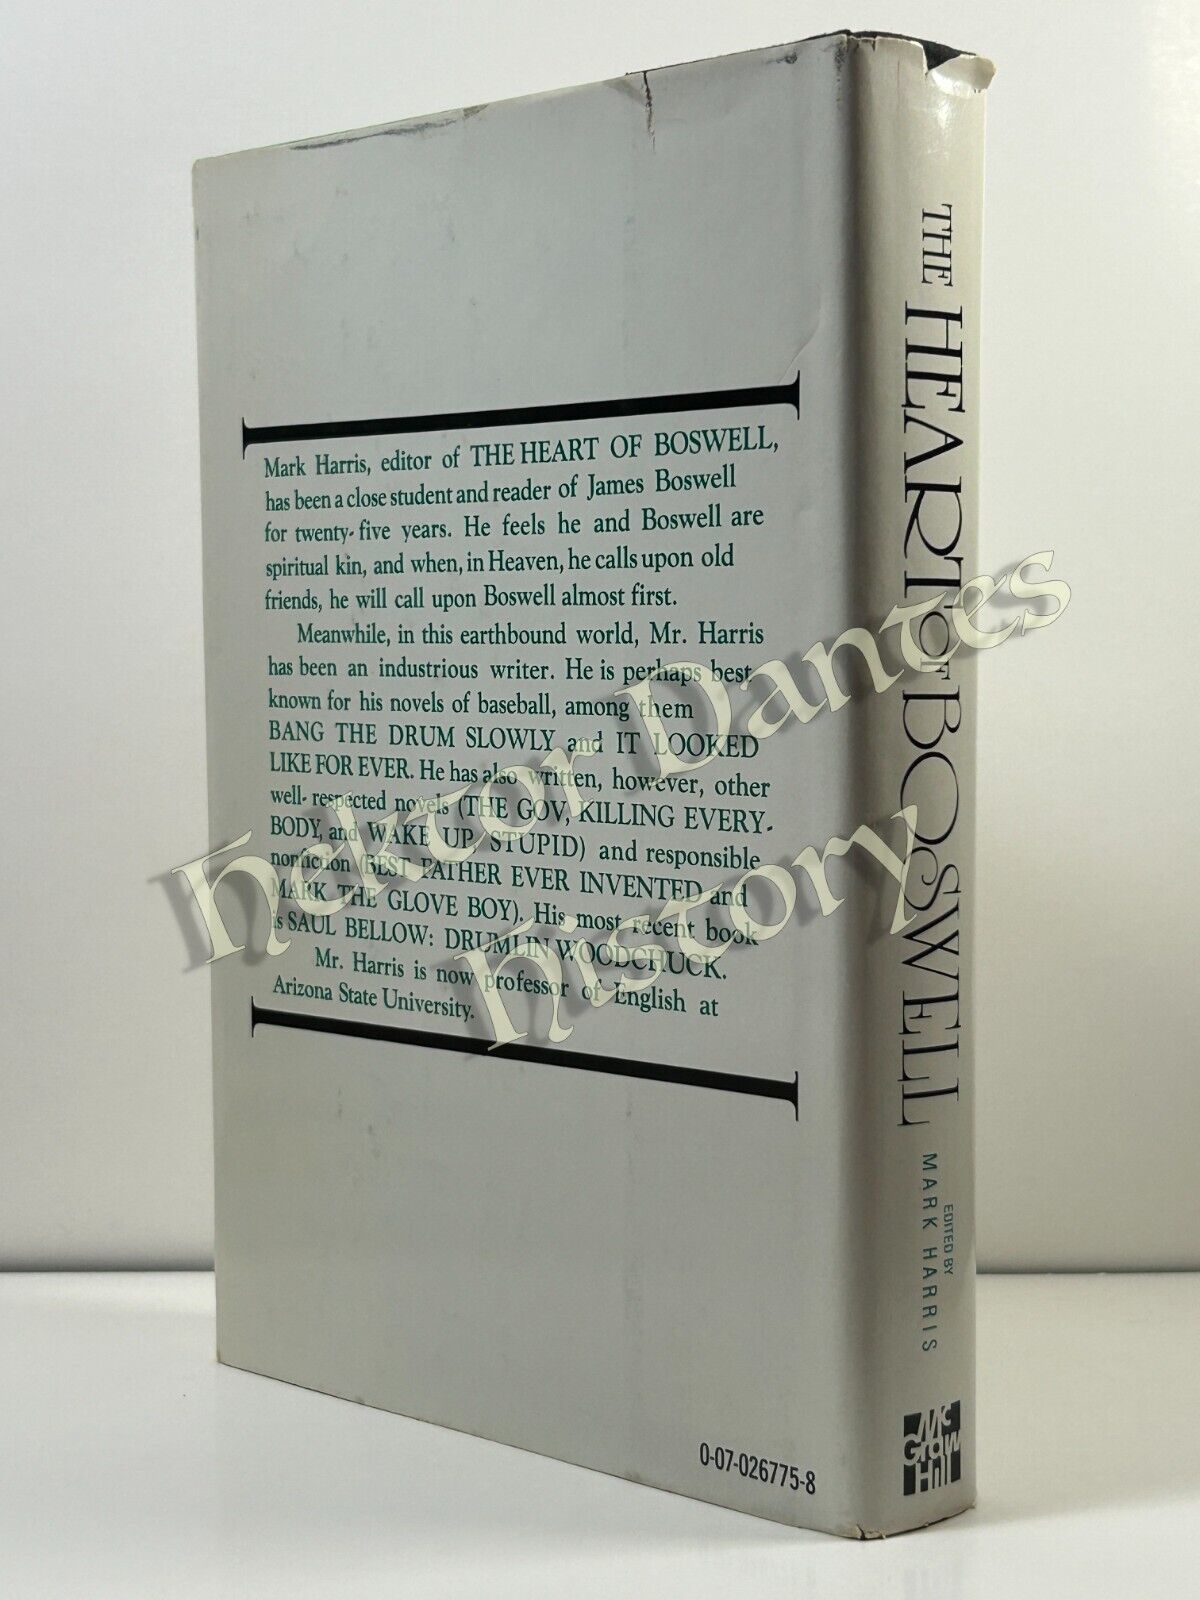 Mark Harris, editor of THE HEART OF BOSWELL,
has been a close student and reader of James Boswell
for twenty-five years. He feels he and Boswell are
spiritual kin, and when, in Heaven, he calls upon old
friends, he will call upon Boswell almost first.
Meanwhile, in this earthbound world, Mr. Harris
has been an industrious writer. He is perhaps best
known for his novels of baseball, among them
BANG THE DRUM SLOWLY and IT LOOKED
LIKE FOR EVER. He has also written, however, other
well-respected novels (THE GOV, KILLING EVERY-
BODY, and WAKE UP, STUPID) and responsible
nonfiction (BEST FATHER EVER INVENTED and
MARK THE GLOVE BOY). His most recent book
is SAUL BELLOW: DRUMLIN WOODCHUCK.
Mr. Harris is now professor of English at
Arizona State University.
0-07-026775-8
THE HEART OF BOSWELL
EDITED BY
MARK HARRIS
Mc
Graw
Hill
Hektor Dantes
History